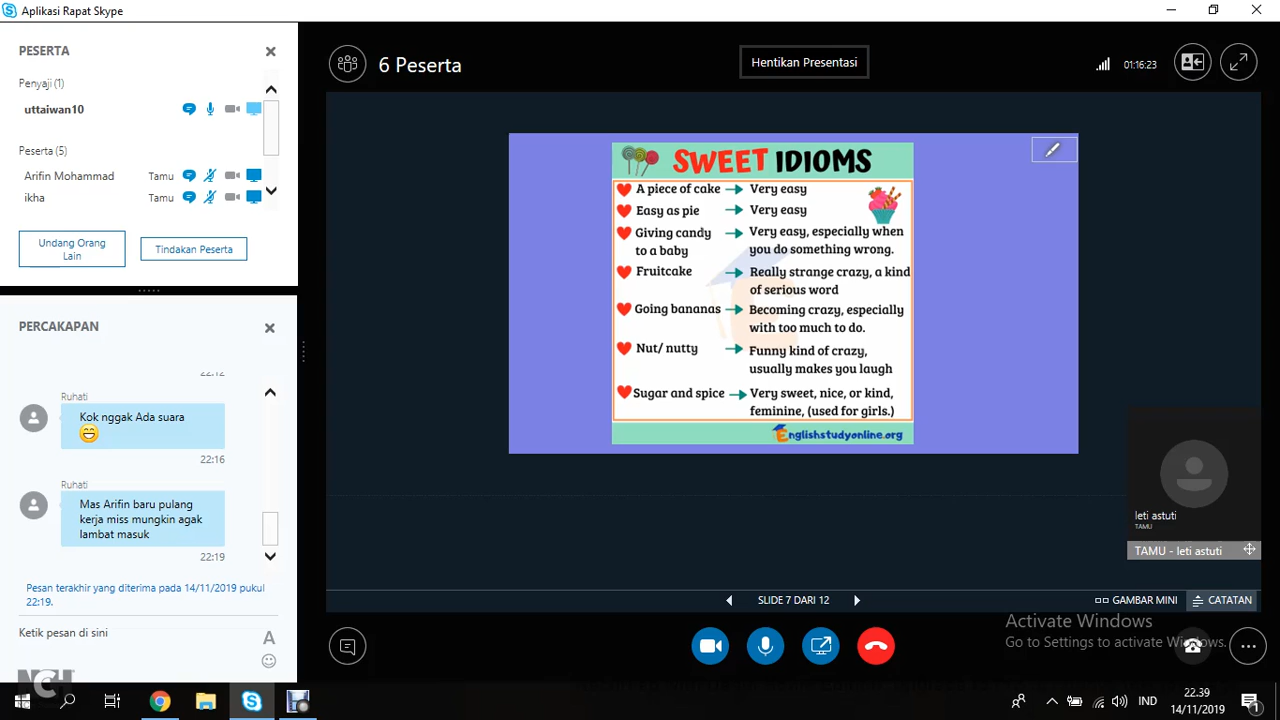 Aplikasi Rapat Skype
PESERTA
Penyaji (1)
uttaiwan10
Peserta (5)
Arifin Mohammad Tamu
ikha Tamu
Undang Orang
Lain
Tindakan Peserta
PERCAKAPAN
22:12
Ruhati
Kok nggak Ada suara
22:16
Ruhati
Mas Arifin baru pulang
kerja miss mungkin agak
lambat masuk
22:19
Pesan terakhir yang diterima pada 14/11/2019 pukul
22:19.
Ketik pesan di sini
A
NCH
6 Peserta
Hentikan Presentasi
01:16:23
SWEET IDIOMS
A piece of cake Very easy
Easy as pie Very easy
Giving candy Very easy, especially when
to a baby you do something wrong.
Fruitcake Really strange crazy, a kind
of serious word
Going bananas Becoming crazy, especially
with too much to do.
Nut/ nutty Funny kind of crazy,
usually makes you laugh
Sugar and spice Very sweet, nice, or kind,
feminine, (used for girls.)
Englishstudyonline.org
leti astuti
TAMU
TAMU - leti astuti
SLIDE 7 DARI 12
GAMBAR MINI
CATATAN
Activate Windows
Go to Settings to activate Windows.
IND
22.39
14/11/2019
1